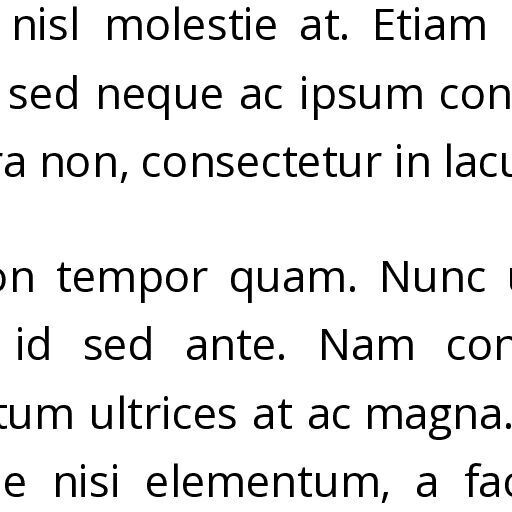 nisl molestie at. Etiam
sed neque ac ipsum con
ra non, consectetur in lacu
on tempor quam. Nunc u
id sed ante. Nam con
tum ultrices at ac magna.
e nisi elementum, a fac